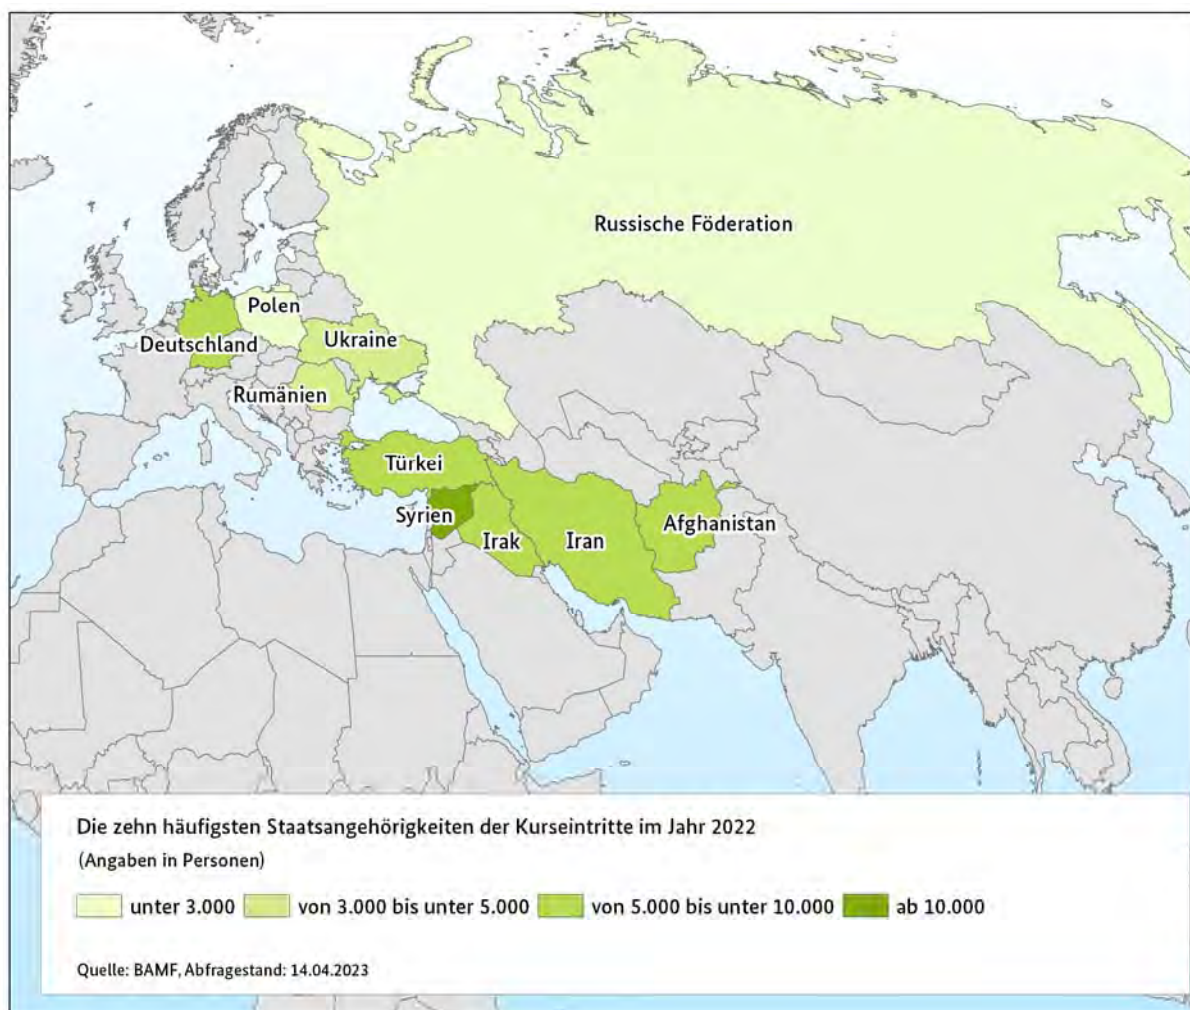 Russische Föderation
Polen
Ukraine
Deutschland
Rumänien
Türkei
Syrien
Irak
Iran
Afghanistan
Die zehn häufigsten Staatsangehörigkeiten der Kurseintritte im Jahr 2022
(Angaben in Personen)
unter 3.000 von 3.000 bis unter 5.000 von 5.000 bis unter 10.000 ab 10.000
Quelle: BAMF, Abfragestand: 14.04.2023